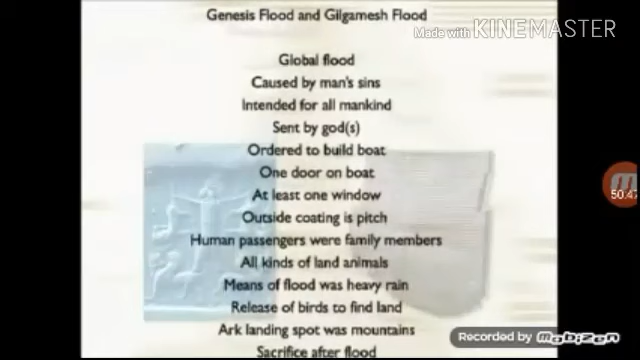 Genesis Flood and Gilgamesh Flood
Made with KINEMASTER
Global flood
Caused by man's sins
Intended for all mankind
Sent by god(s)
Ordered to build boat
One door on boat
At least one window
50:47
Outside coating is pitch
Human passengers were family members
All kinds of land animals
Means of flood was heavy rain
Release of birds to find land
Ark landing spot was mountains
Recorded by Mobizen
Sacrifice after flood